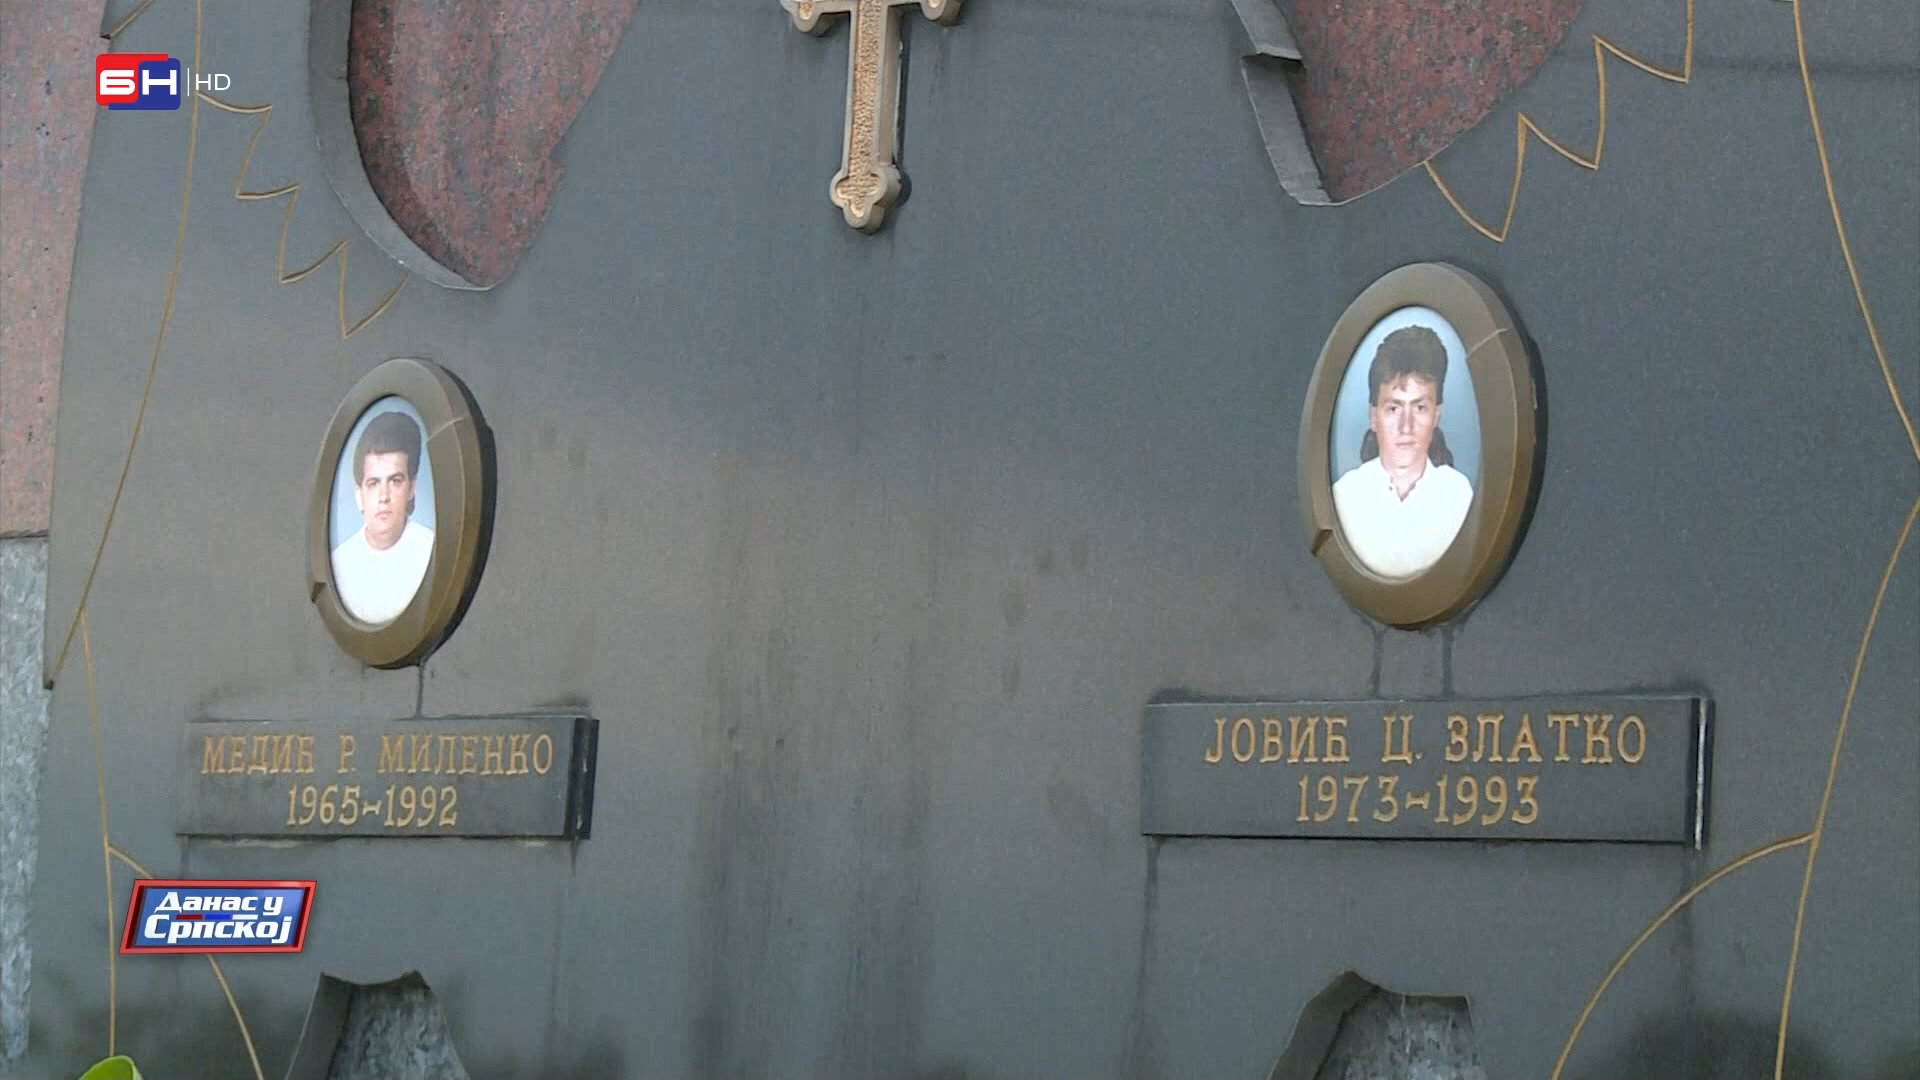 БН HD
МЕДИЋ Р. МИЛЕНКО
1965-1992
ЈОВИЋ Ц. ЗЛАТКО
1973-1993
Данас у
Српској